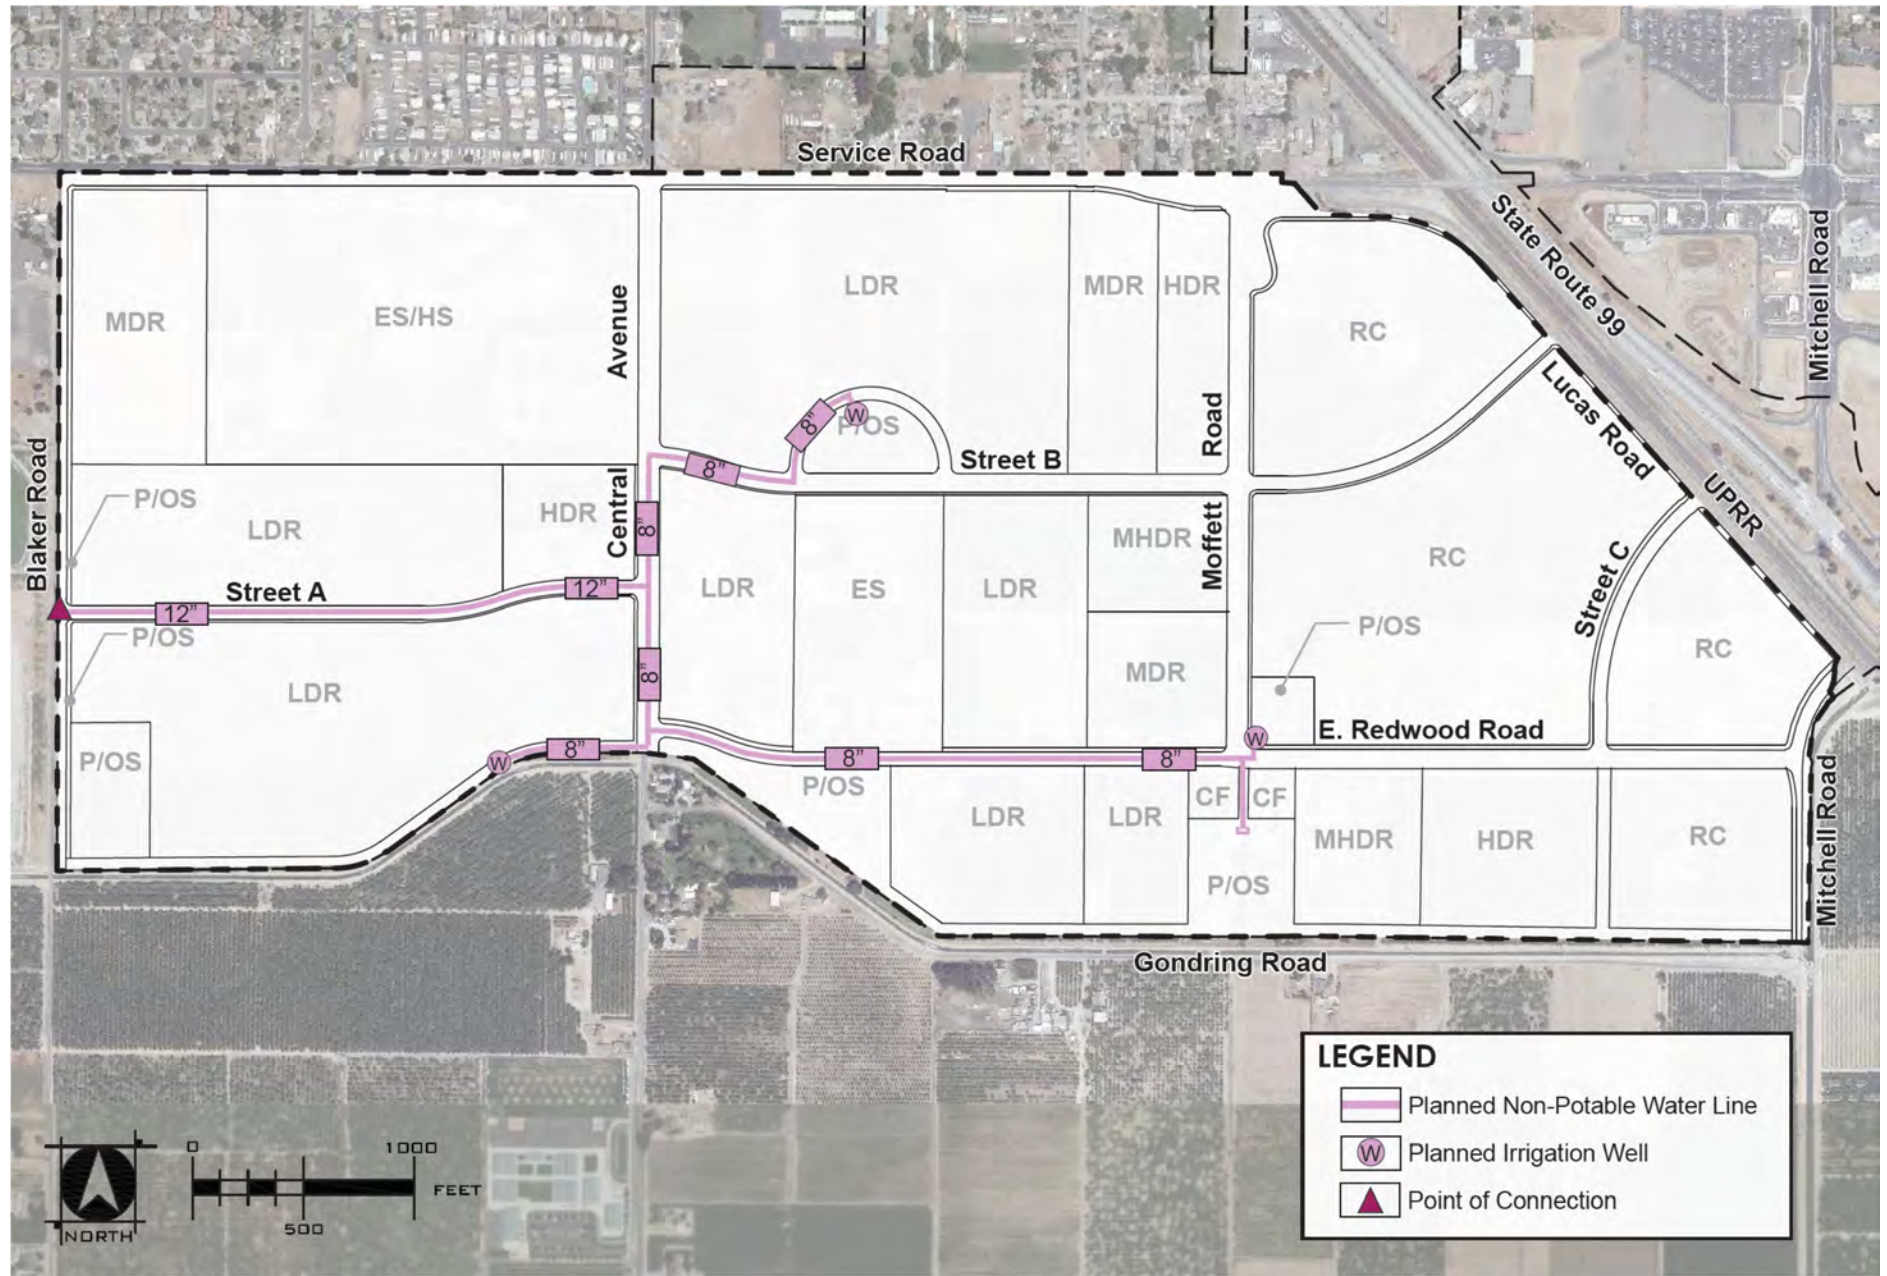 Service Road
State Route 99
Mitchell Road
LDR
MDR
HDR
MDR
ES/HS
Avenue
RC
Lucas Road
Road
W
8”
P/OS
Street B
8”
Blaker Road
P/OS
LDR
HDR
Central
8”
MHDR
Moffett
UPRR
RC
Street C
Street A
12”
12”
LDR
ES
LDR
P/OS
P/OS
LDR
8”
MDR
RC
P/OS
W
8”
8”
8”
W
E. Redwood Road
P/OS
LDR
LDR
CF
CF
MHDR
HDR
RC
Mitchell Road
P/OS
Gondring Road
LEGEND
Planned Non-Potable Water Line
W
Planned Irrigation Well
Point of Connection
NORTH
0
1000
FEET
500